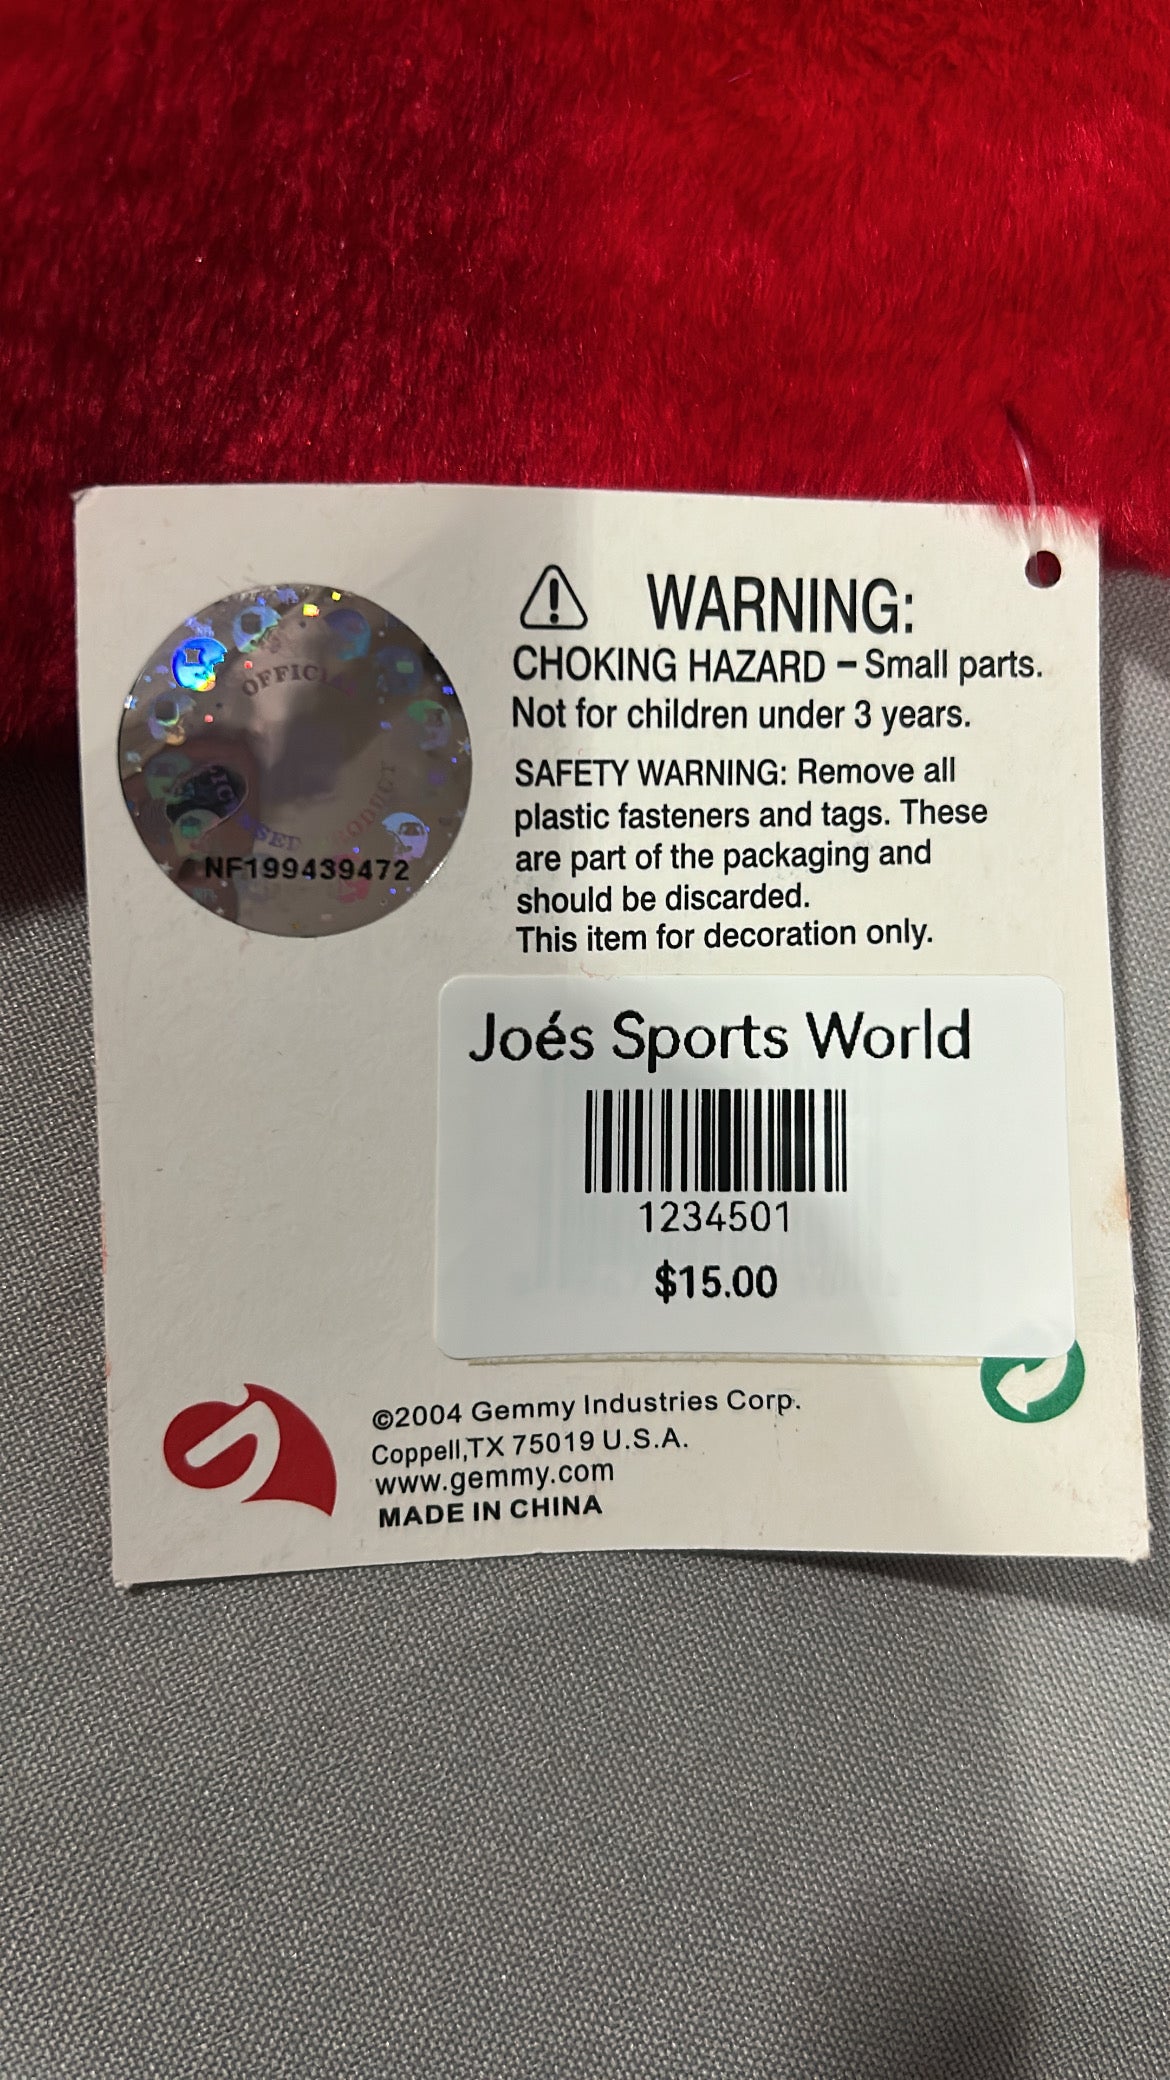 OFFICIAL
LICENSED PRODUCT
NF199439472
WARNING:
CHOKING HAZARD – Small parts.
Not for children under 3 years.
SAFETY WARNING: Remove all
plastic fasteners and tags. These
are part of the packaging and
should be discarded.
This item for decoration only.
Joés Sports World
1234501
$15.00
©2004 Gemmy Industries Corp.
Coppell,TX 75019 U.S.A.
www.gemmy.com
MADE IN CHINA